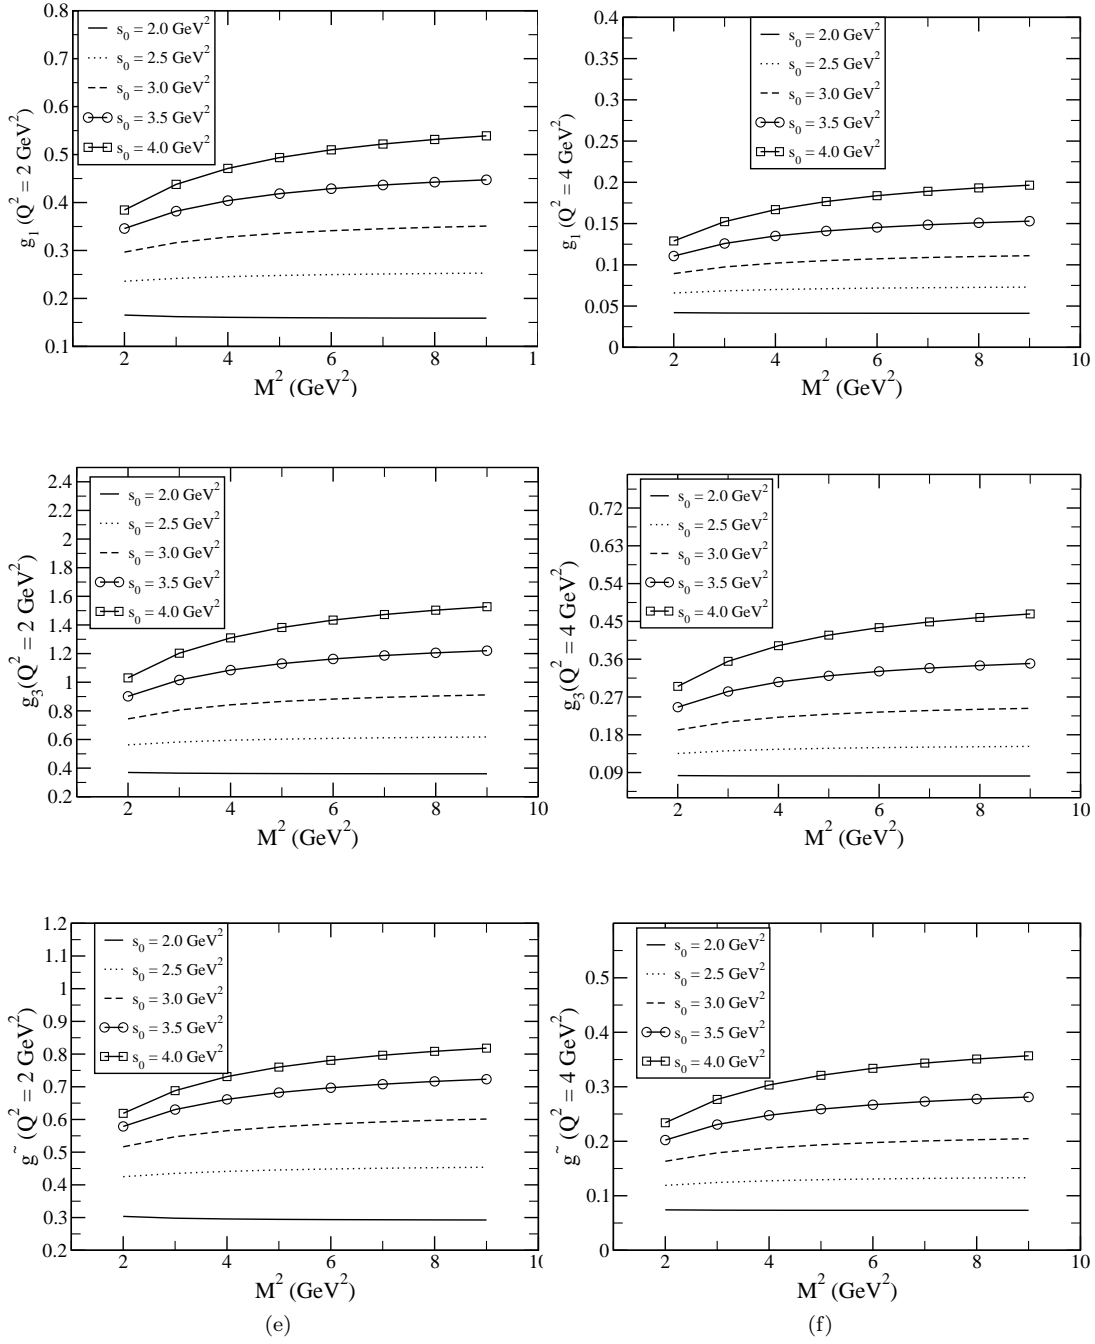 0.8
0.7
0.6
0.5
0.4
0.3
0.2
0.1
g₁ (Q² = 2 GeV²)
s₀ = 2.0 GeV²
s₀ = 2.5 GeV²
s₀ = 3.0 GeV²
s₀ = 3.5 GeV²
s₀ = 4.0 GeV²
2 4 6 8 1
M² (GeV²)
0.4
0.35
0.3
0.25
0.2
0.15
0.1
0.05
0
g₁ (Q² = 4 GeV²)
s₀ = 2.0 GeV²
s₀ = 2.5 GeV²
s₀ = 3.0 GeV²
s₀ = 3.5 GeV²
s₀ = 4.0 GeV²
2 4 6 8 10
M² (GeV²)
2.4
2.2
2
1.8
1.6
1.4
1.2
1
0.8
0.6
0.4
0.2
g₃(Q² = 2 GeV²)
s₀ = 2.0 GeV²
s₀ = 2.5 GeV²
s₀ = 3.0 GeV²
s₀ = 3.5 GeV²
s₀ = 4.0 GeV²
2 4 6 8 10
M² (GeV²)
0.72
0.63
0.54
0.45
0.36
0.27
0.18
0.09
g₃(Q² = 4 GeV²)
s₀ = 2.0 GeV²
s₀ = 2.5 GeV²
s₀ = 3.0 GeV²
s₀ = 3.5 GeV²
s₀ = 4.0 GeV²
2 4 6 8 10
M² (GeV²)
1.2
1.1
1
0.9
0.8
0.7
0.6
0.5
0.4
0.3
0.2
g˜ (Q² = 2 GeV²)
s₀ = 2.0 GeV²
s₀ = 2.5 GeV²
s₀ = 3.0 GeV²
s₀ = 3.5 GeV²
s₀ = 4.0 GeV²
2 4 6 8 10
M² (GeV²)
(e)
0.5
0.4
0.3
0.2
0.1
0
g˜ (Q² = 4 GeV²)
s₀ = 2.0 GeV²
s₀ = 2.5 GeV²
s₀ = 3.0 GeV²
s₀ = 3.5 GeV²
s₀ = 4.0 GeV²
2 4 6 8 10
M² (GeV²)
(f)